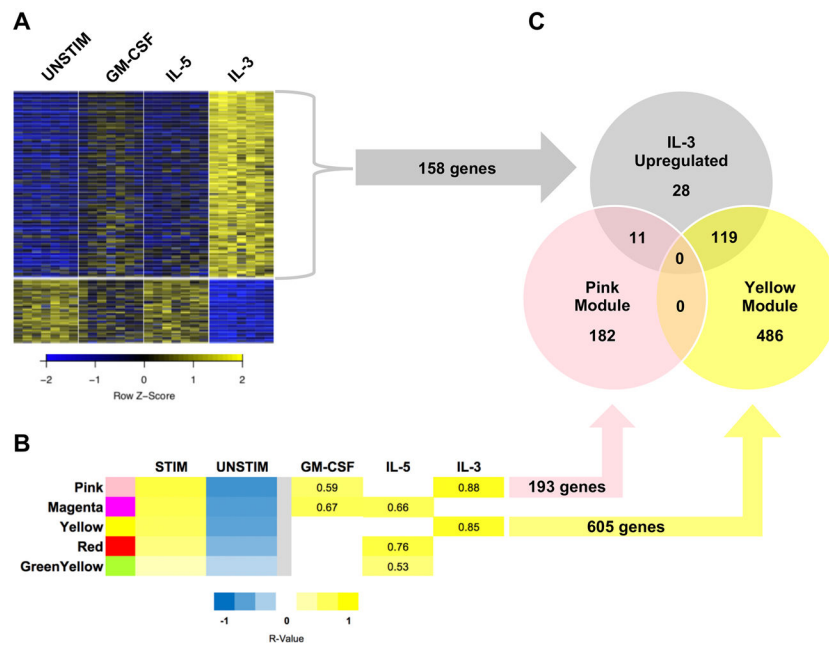 A
UNSTIM
GM-CSF
IL-5
IL-3
158 genes
−2
−1
0
1
2
Row Z-Score
C
IL-3
Upregulated
28
11
0
119
Pink
Module
182
0
Yellow
Module
486
B
STIM UNSTIM GM-CSF IL-5 IL-3
Pink 0.59 0.88
Magenta 0.67 0.66
Yellow 0.85
Red 0.76
GreenYellow 0.53
193 genes
605 genes
-1 0 1
R-Value